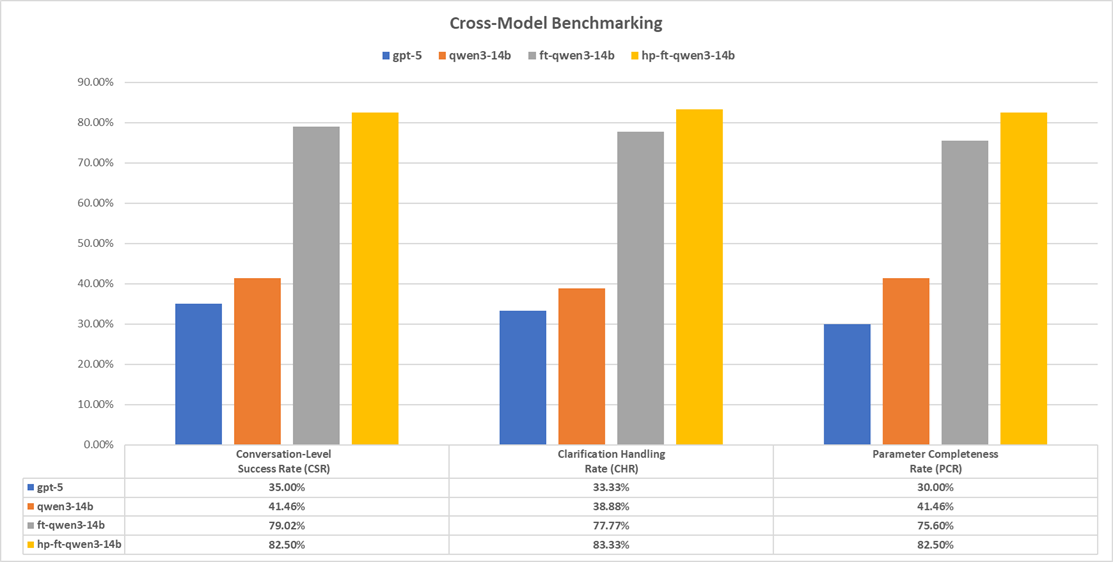 Cross-Model Benchmarking
gpt-5 qwen3-14b ft-qwen3-14b hp-ft-qwen3-14b
90.00%
80.00%
70.00%
60.00%
50.00%
40.00%
30.00%
20.00%
10.00%
0.00%
Conversation-Level Clarification Handling Parameter Completeness
Success Rate (CSR) Rate (CHR) Rate (PCR)
gpt-5 35.00% 33.33% 30.00%
qwen3-14b 41.46% 38.88% 41.46%
ft-qwen3-14b 79.02% 77.77% 75.60%
hp-ft-qwen3-14b 82.50% 83.33% 82.50%